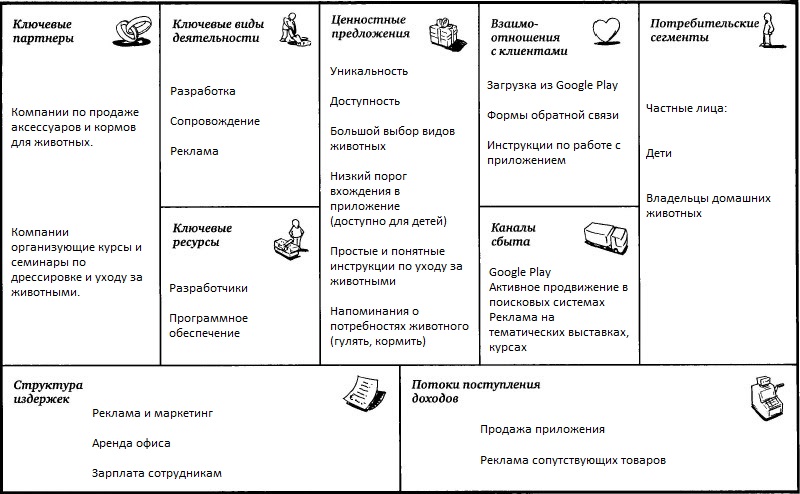 Ключевые
партнеры
Компании по продаже
аксессуаров и кормов
для животных.
Компании
организующие курсы и
семинары по
дрессировке и уходу за
животными.
Ключевые виды
деятельности
Разработка
Сопровождение
Реклама
Ключевые
ресурсы
Разработчики
Программное
обеспечение
Ценностные
предложения
Уникальность
Доступность
Большой выбор видов
животных
Низкий порог
вхождения в
приложение
(доступно для детей)
Простые и понятные
инструкции по уходу за
животными
Напоминания о
потребностях животного
(гулять, кормить)
Взаимо-
отношения
с клиентами
Загрузка из Google Play
Формы обратной связи
Инструкции по работе с
приложением
Каналы
сбыта
Google Play
Активное продвижение в
поисковых системах
Реклама на
тематических выставках,
курсах
Потребительские
сегменты
Частные лица:
Дети
Владельцы домашних
животных
Структура
издержек
Реклама и маркетинг
Аренда офиса
Зарплата сотрудникам
Потоки поступления
доходов
Продажа приложения
Реклама сопутствующих товаров